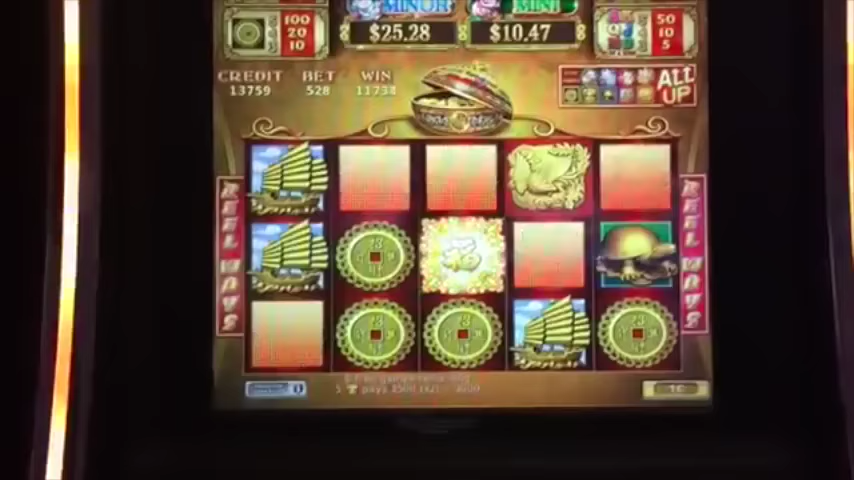 100
20
10
MINOR
$25.28
MINI
$10.47
50
10
5
CREDIT BET WIN
13759 528 11738
ALL
UP
REEL WAYS
REEL WAYS